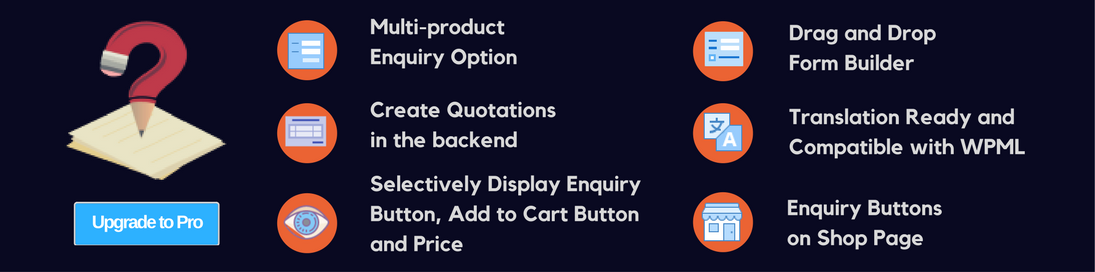 Multi-product
Enquiry Option
Create Quotations
in the backend
Selectively Display Enquiry
Button, Add to Cart Button
and Price
Drag and Drop
Form Builder
Translation Ready and
Compatible with WPML
Enquiry Buttons
on Shop Page
Upgrade to Pro
文
A